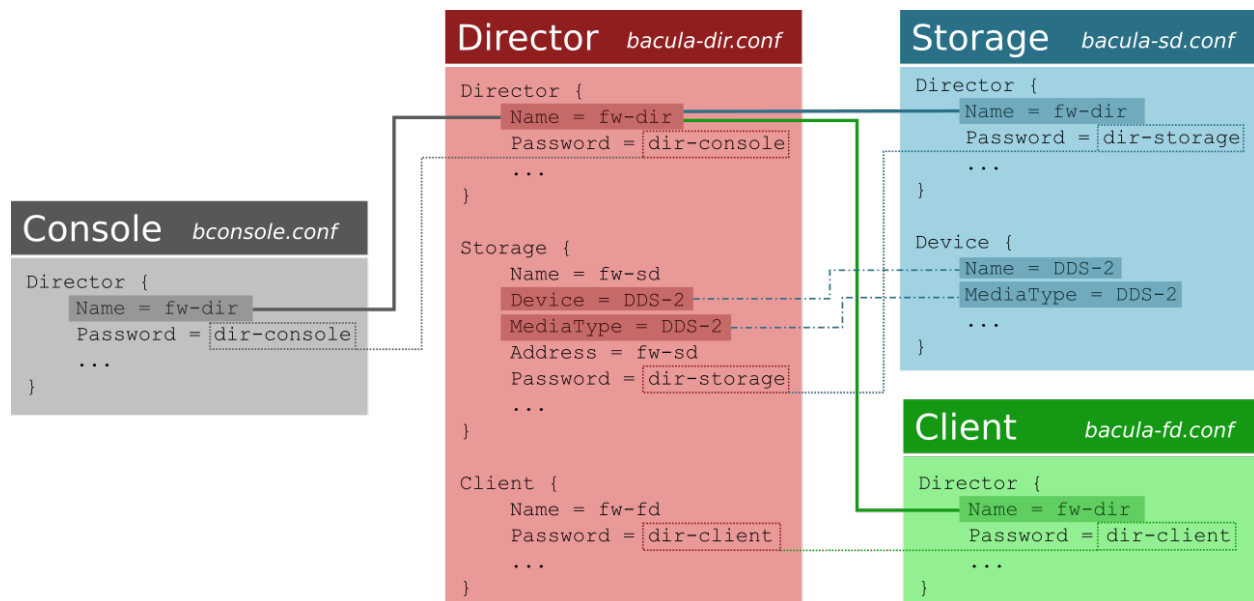 Console bconsole.conf
Director {
Name = fw-dir
Password = dir-console
...
}
Director bacula-dir.conf
Director {
Name = fw-dir
Password = dir-console
...
}
Storage {
Name = fw-sd
Device = DDS-2
MediaType = DDS-2
Address = fw-sd
Password = dir-storage
...
}
Client {
Name = fw-fd
Password = dir-client
...
}
Storage bacula-sd.conf
Director {
Name = fw-dir
Password = dir-storage
...
}
Device {
Name = DDS-2
MediaType = DDS-2
...
}
Client bacula-fd.conf
Director {
Name = fw-dir
Password = dir-client
...
}